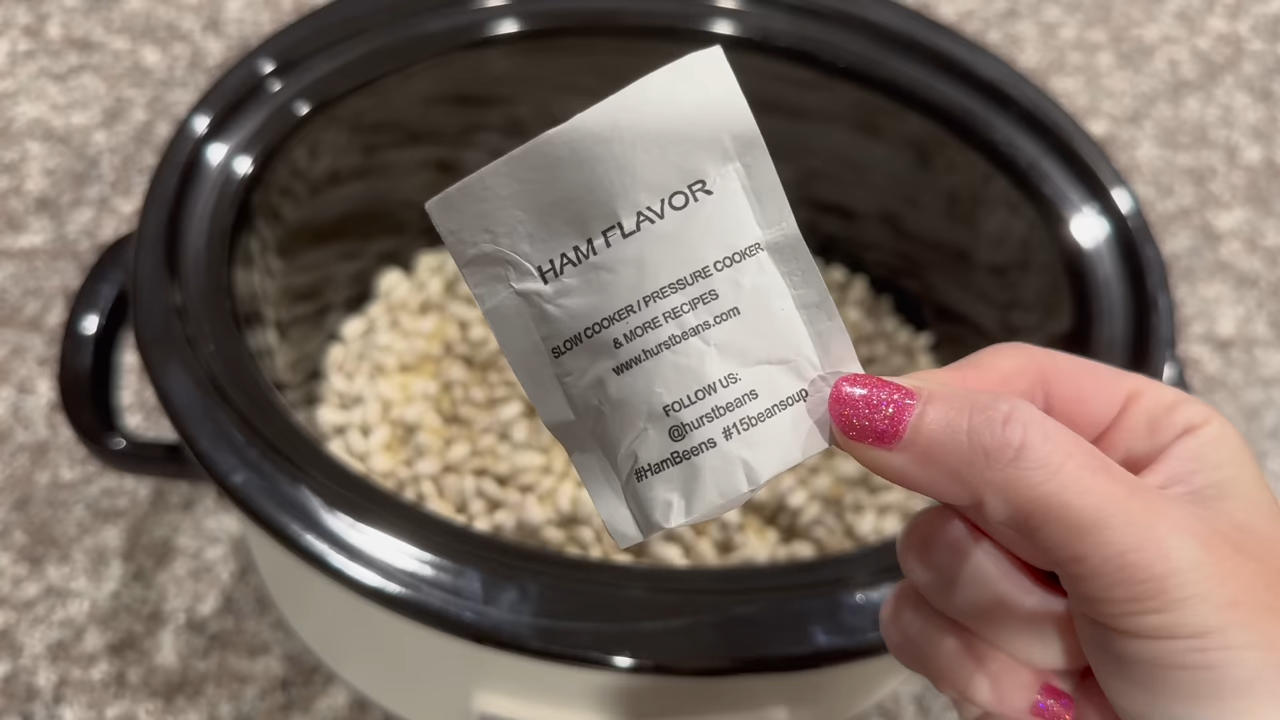 HAM FLAVOR
SLOW COOKER / PRESSURE COOKER
& MORE RECIPES
www.hurstbeans.com
FOLLOW US:
@hurstbeans
#HamBeens #15beansoup